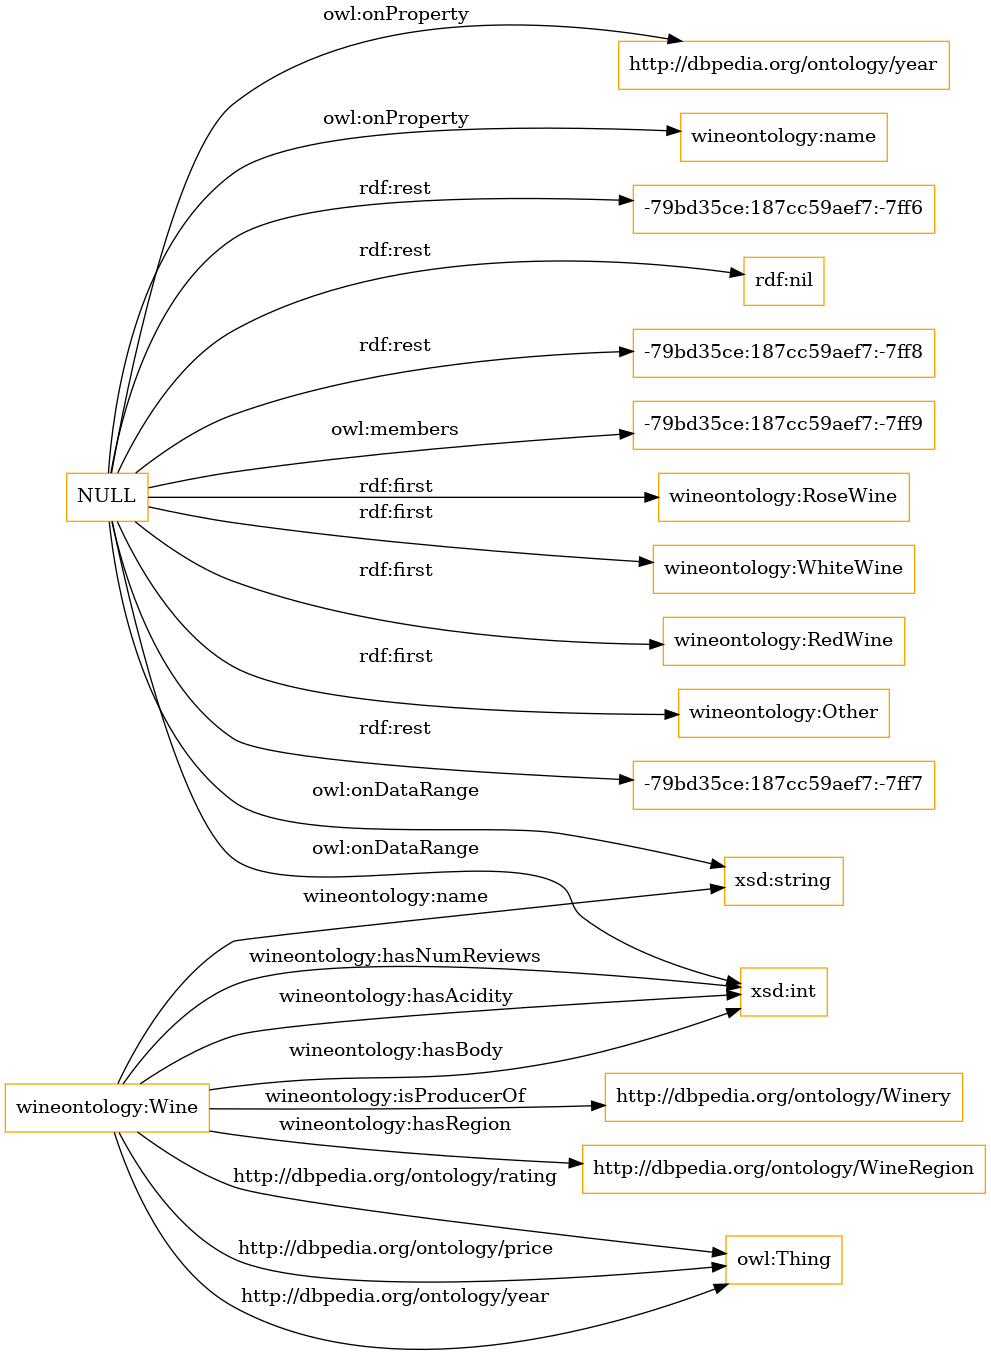 owl:onProperty
http://dbpedia.org/ontology/year
owl:onProperty
wineontology:name
rdf:rest
-79bd35ce:187cc59aef7:-7ff6
rdf:rest
rdf:nil
rdf:rest
-79bd35ce:187cc59aef7:-7ff8
owl:members
-79bd35ce:187cc59aef7:-7ff9
NULL
rdf:first
wineontology:RoseWine
rdf:first
wineontology:WhiteWine
rdf:first
wineontology:RedWine
rdf:first
wineontology:Other
rdf:rest
-79bd35ce:187cc59aef7:-7ff7
owl:onDataRange
owl:onDataRange
xsd:string
wineontology:name
wineontology:hasNumReviews
wineontology:hasAcidity
xsd:int
wineontology:hasBody
wineontology:Wine
wineontology:isProducerOf
http://dbpedia.org/ontology/Winery
wineontology:hasRegion
http://dbpedia.org/ontology/WineRegion
http://dbpedia.org/ontology/rating
http://dbpedia.org/ontology/price
owl:Thing
http://dbpedia.org/ontology/year